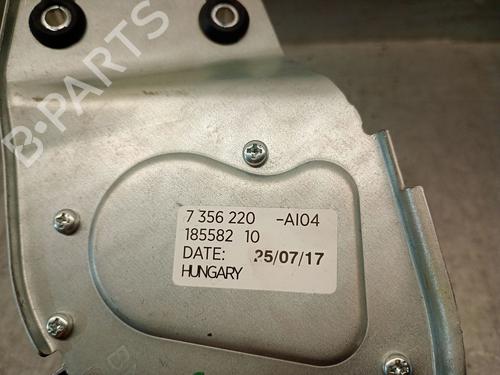 B-PARTS
7 356 220 -AI04
185582 10
DATE: 25/07/17
HUNGARY